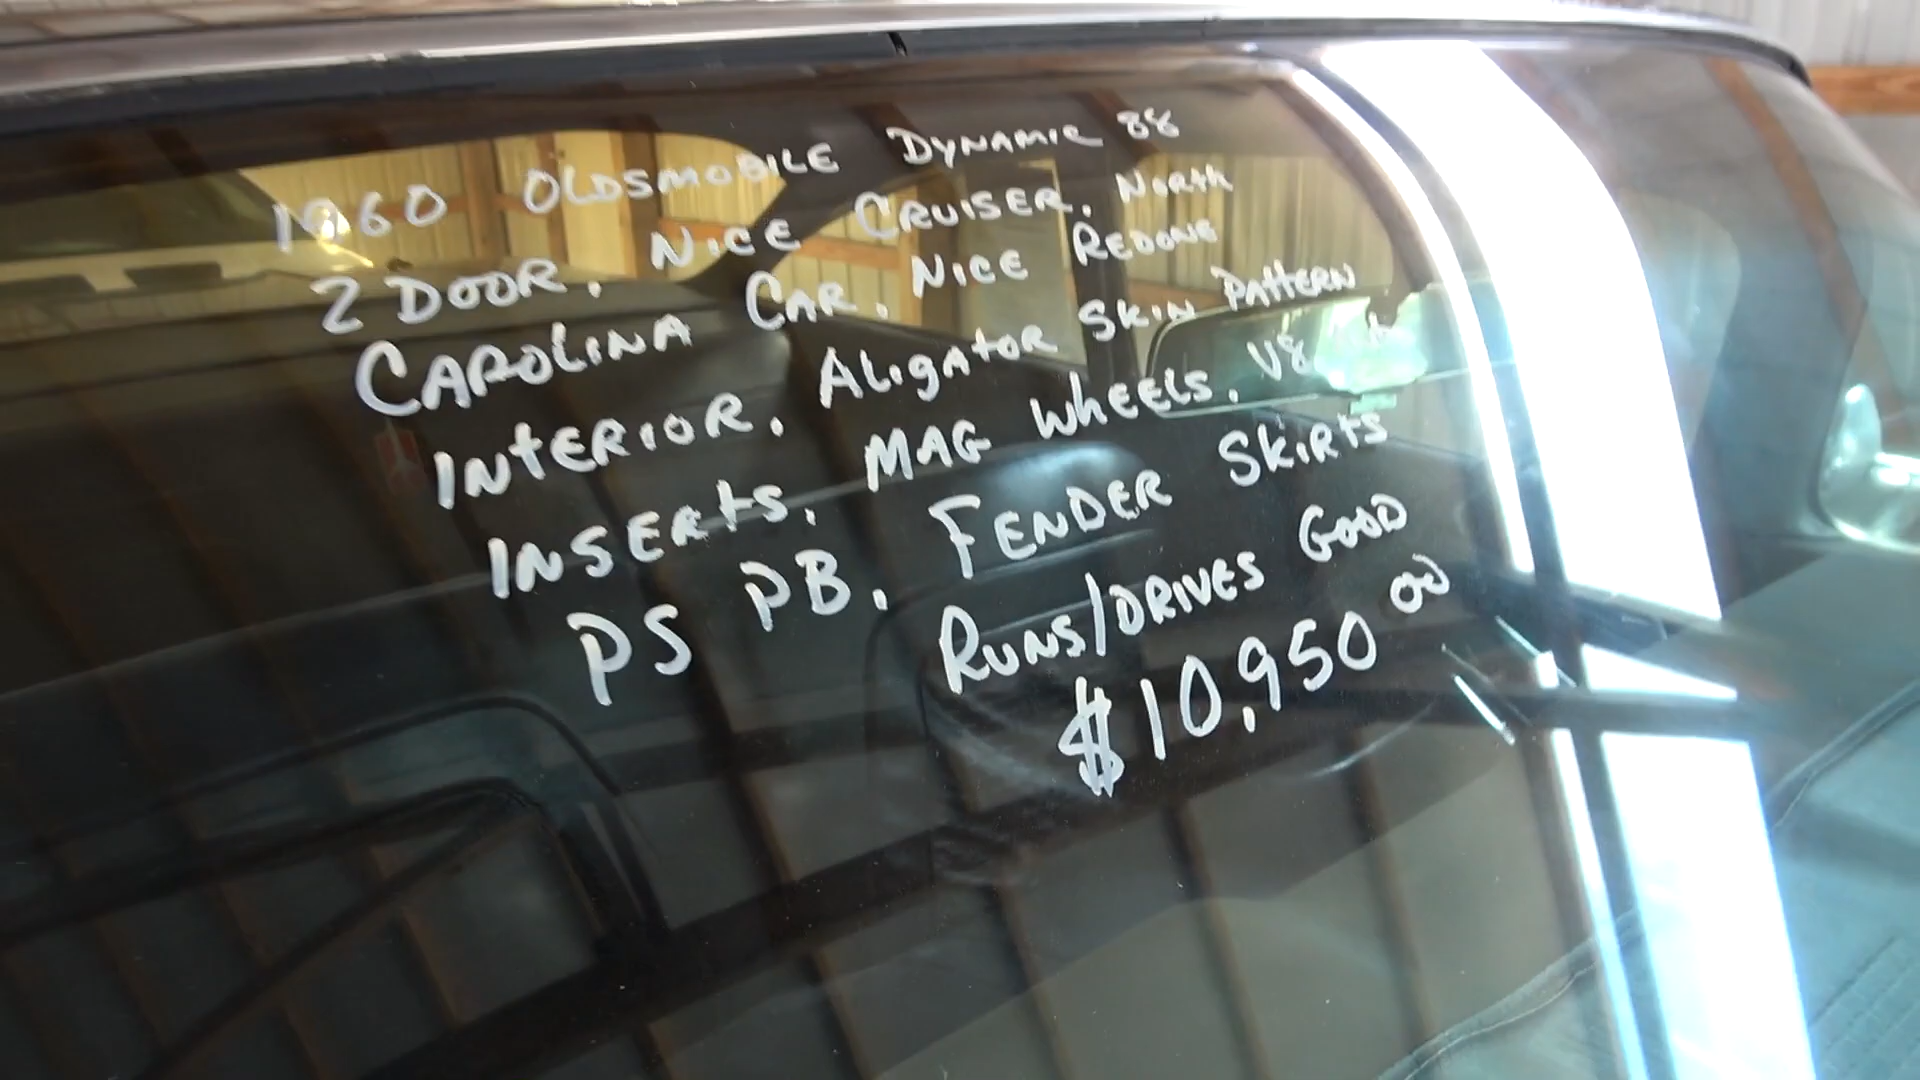 1960 OLDSMOBILE DYNAMIC 88
2 DOOR. NICE CRUISER. NORTH
CAROLINA CAR. NICE REDONE
INTERIOR. ALIGATOR SKIN PATTERN
INSERTS. MAG WHEELS. V8
PS PB. FENDER SKIRTS
RUNS/DRIVES GOOD
$10,950 00